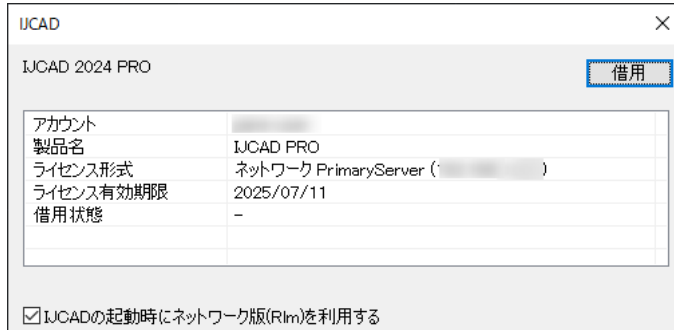 IJCAD
IJCAD 2024 PRO
借用
アカウント
製品名 IJCAD PRO
ライセンス形式 ネットワーク PrimaryServer ( )
ライセンス有効期限 2025/07/11
借用状態 -
IJCADの起動時にネットワーク版(Rlm)を利用する